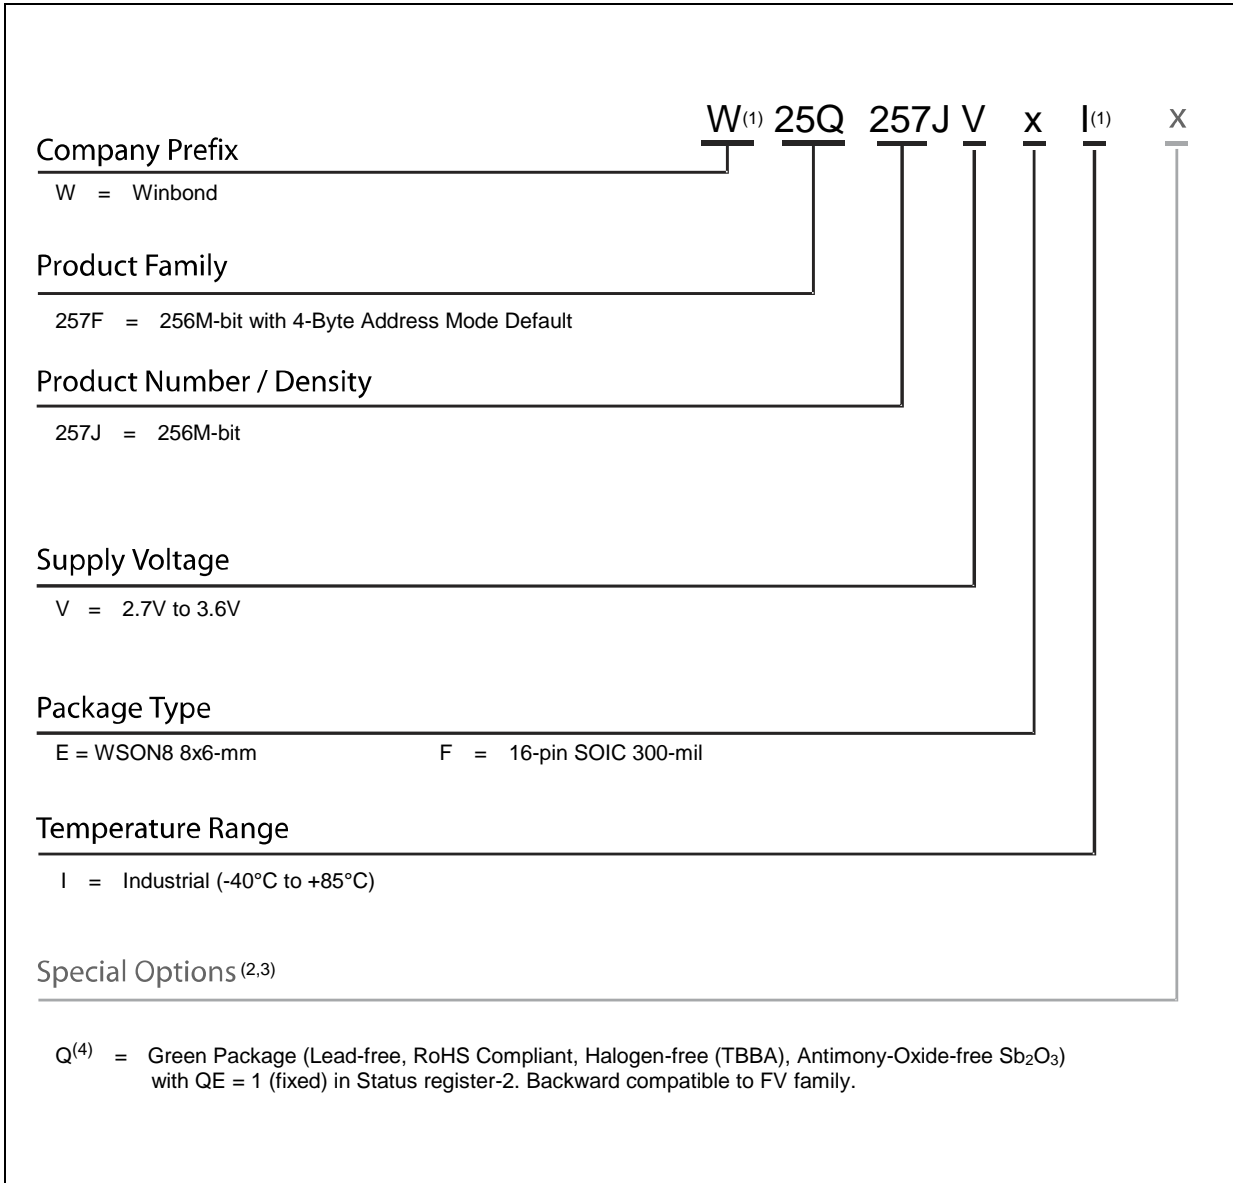 W(1) 25Q 257J V x I(1) x
Company Prefix
W = Winbond
Product Family
257F = 256M-bit with 4-Byte Address Mode Default
Product Number / Density
257J = 256M-bit
Supply Voltage
V = 2.7V to 3.6V
Package Type
E = WSON8 8x6-mm F = 16-pin SOIC 300-mil
Temperature Range
I = Industrial (-40°C to +85°C)
Special Options (2,3)
Q(4) = Green Package (Lead-free, RoHS Compliant, Halogen-free (TBBA), Antimony-Oxide-free Sb₂O₃)
with QE = 1 (fixed) in Status register-2. Backward compatible to FV family.